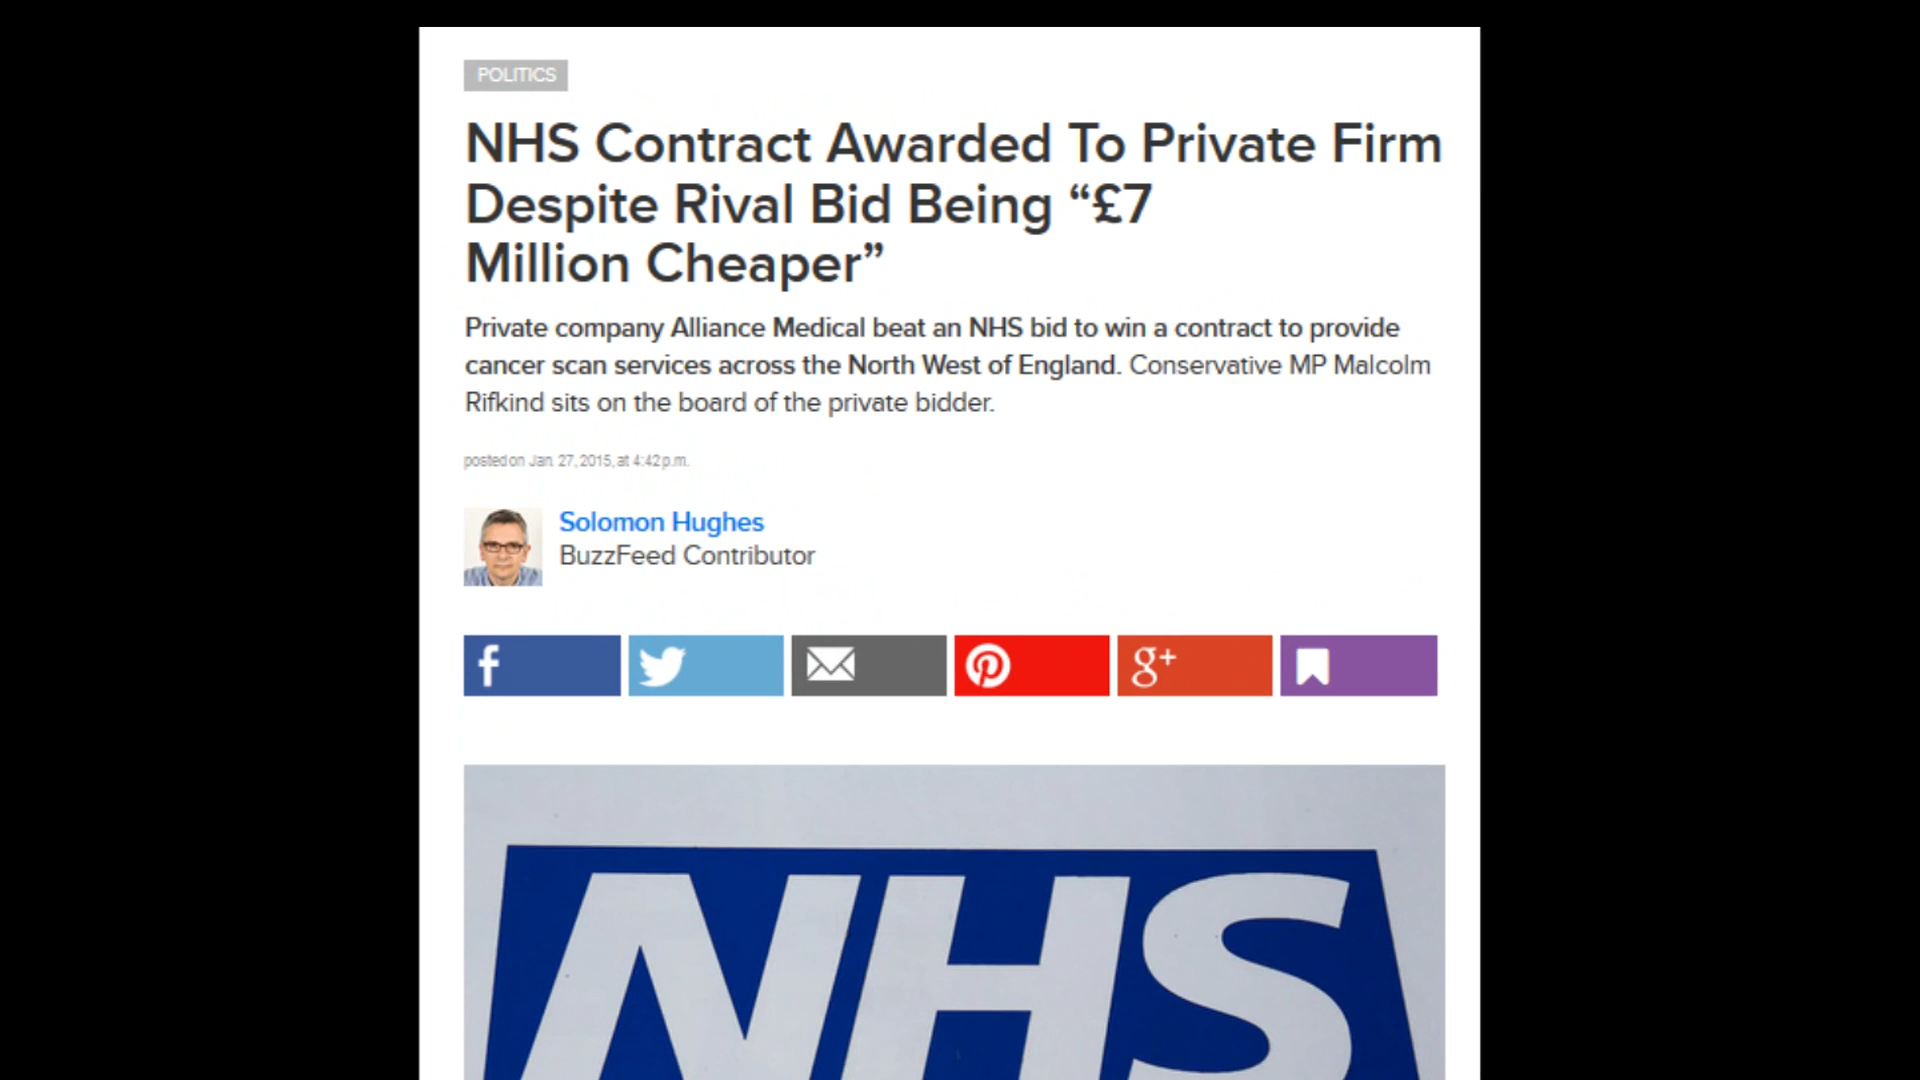 POLITICS
NHS Contract Awarded To Private Firm
Despite Rival Bid Being “£7
Million Cheaper”
Private company Alliance Medical beat an NHS bid to win a contract to provide
cancer scan services across the North West of England. Conservative MP Malcolm
Rifkind sits on the board of the private bidder.
posted on Jan. 27, 2015, at 4:42 p.m.
Solomon Hughes
BuzzFeed Contributor
f
g+
NHS